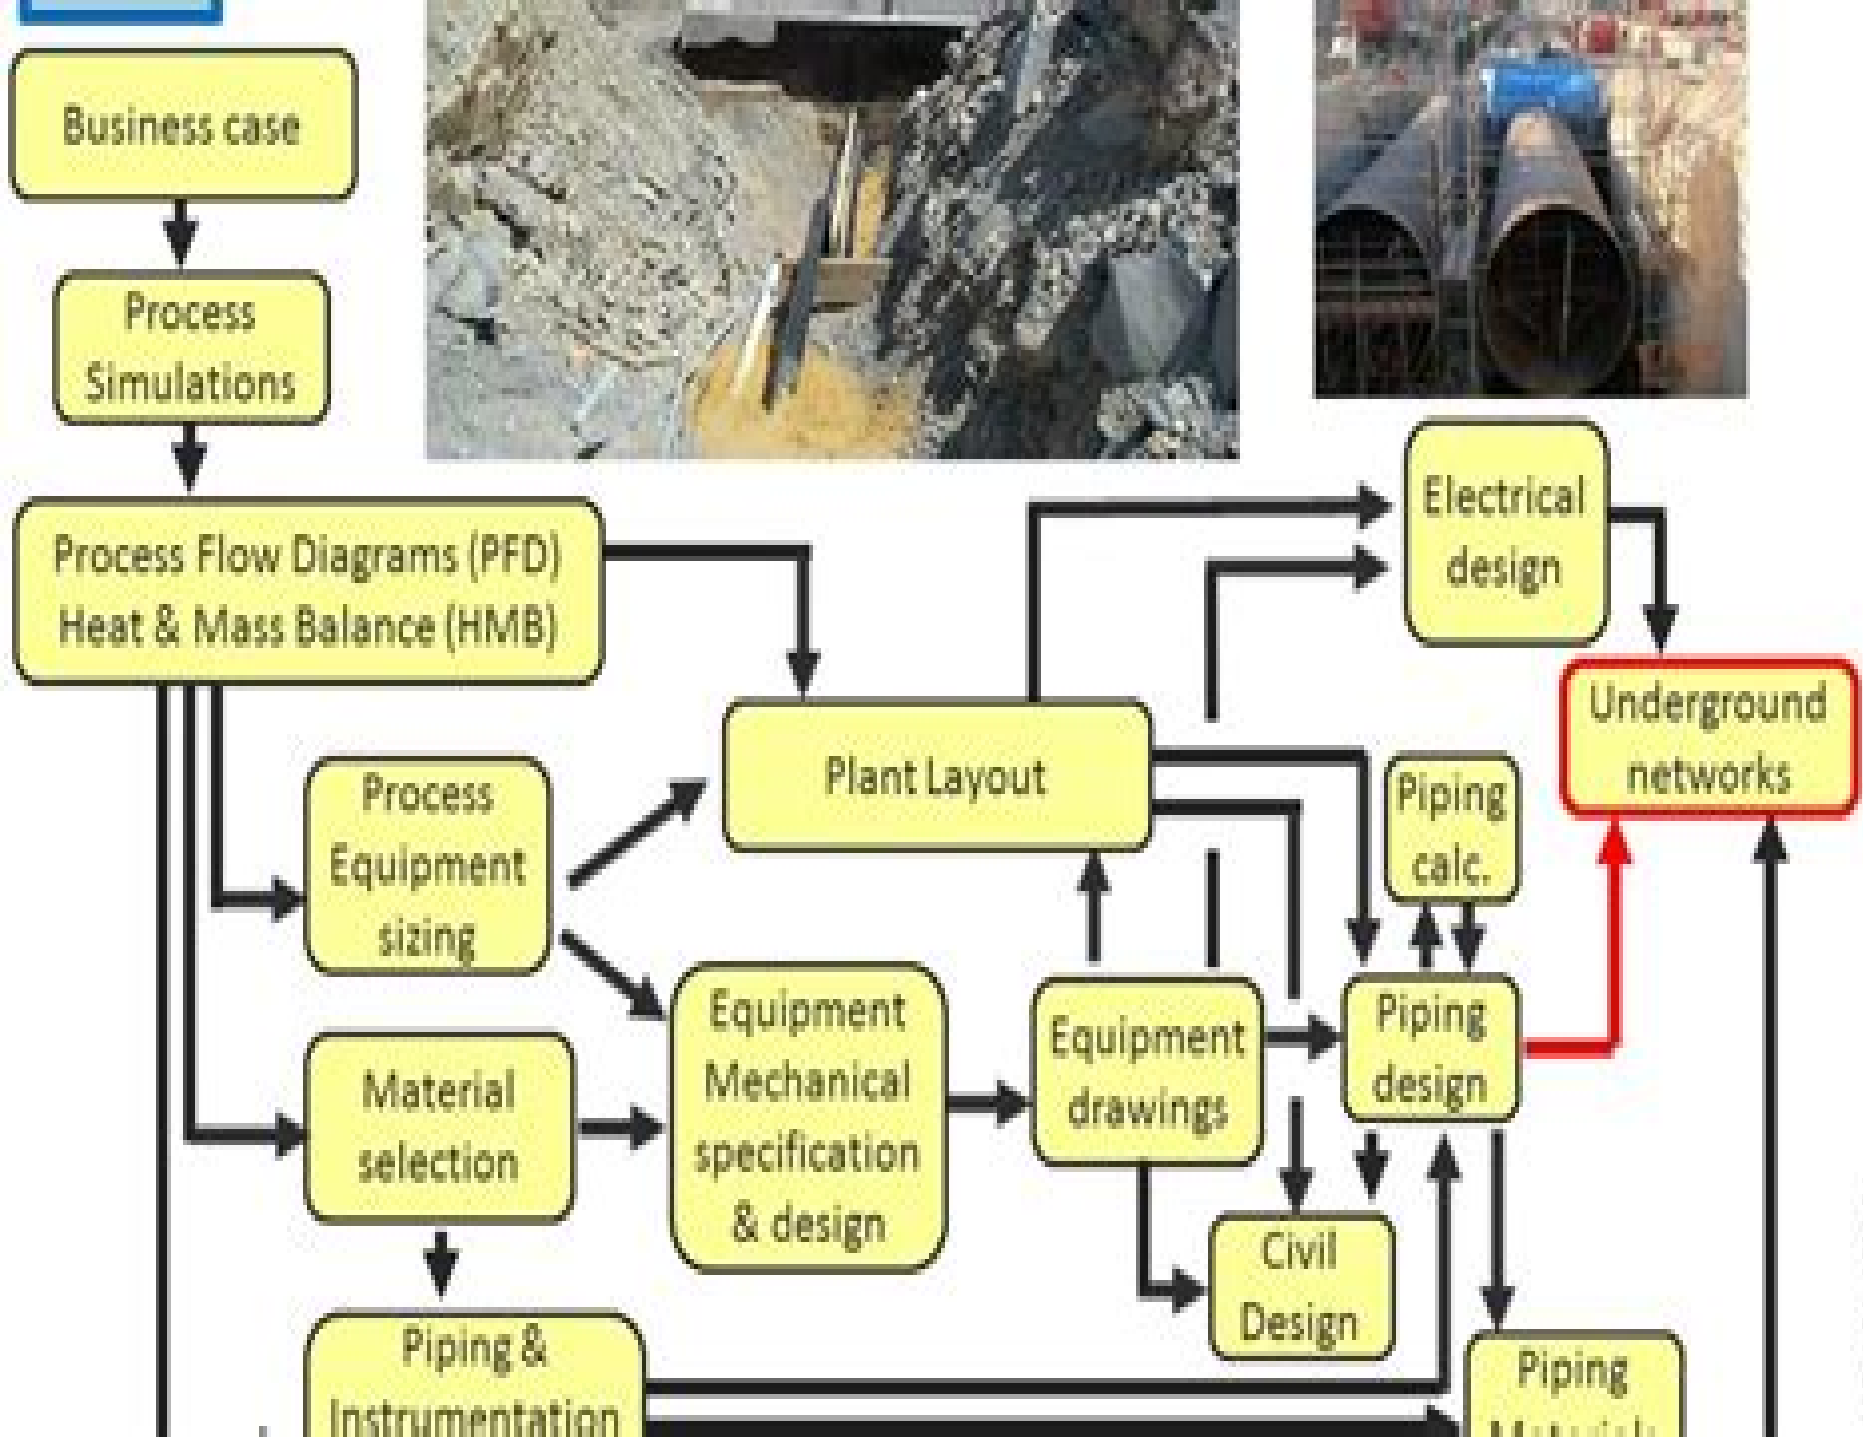 Business case
Process
Simulations
Process Flow Diagrams (PFD)
Heat & Mass Balance (HMB)
Electrical
design
Underground
networks
Plant Layout
Process
Equipment
sizing
Piping
calc.
Equipment
Mechanical
specification
& design
Equipment
drawings
Piping
design
Material
selection
Civil
Design
Piping &
Instrumentation
Piping